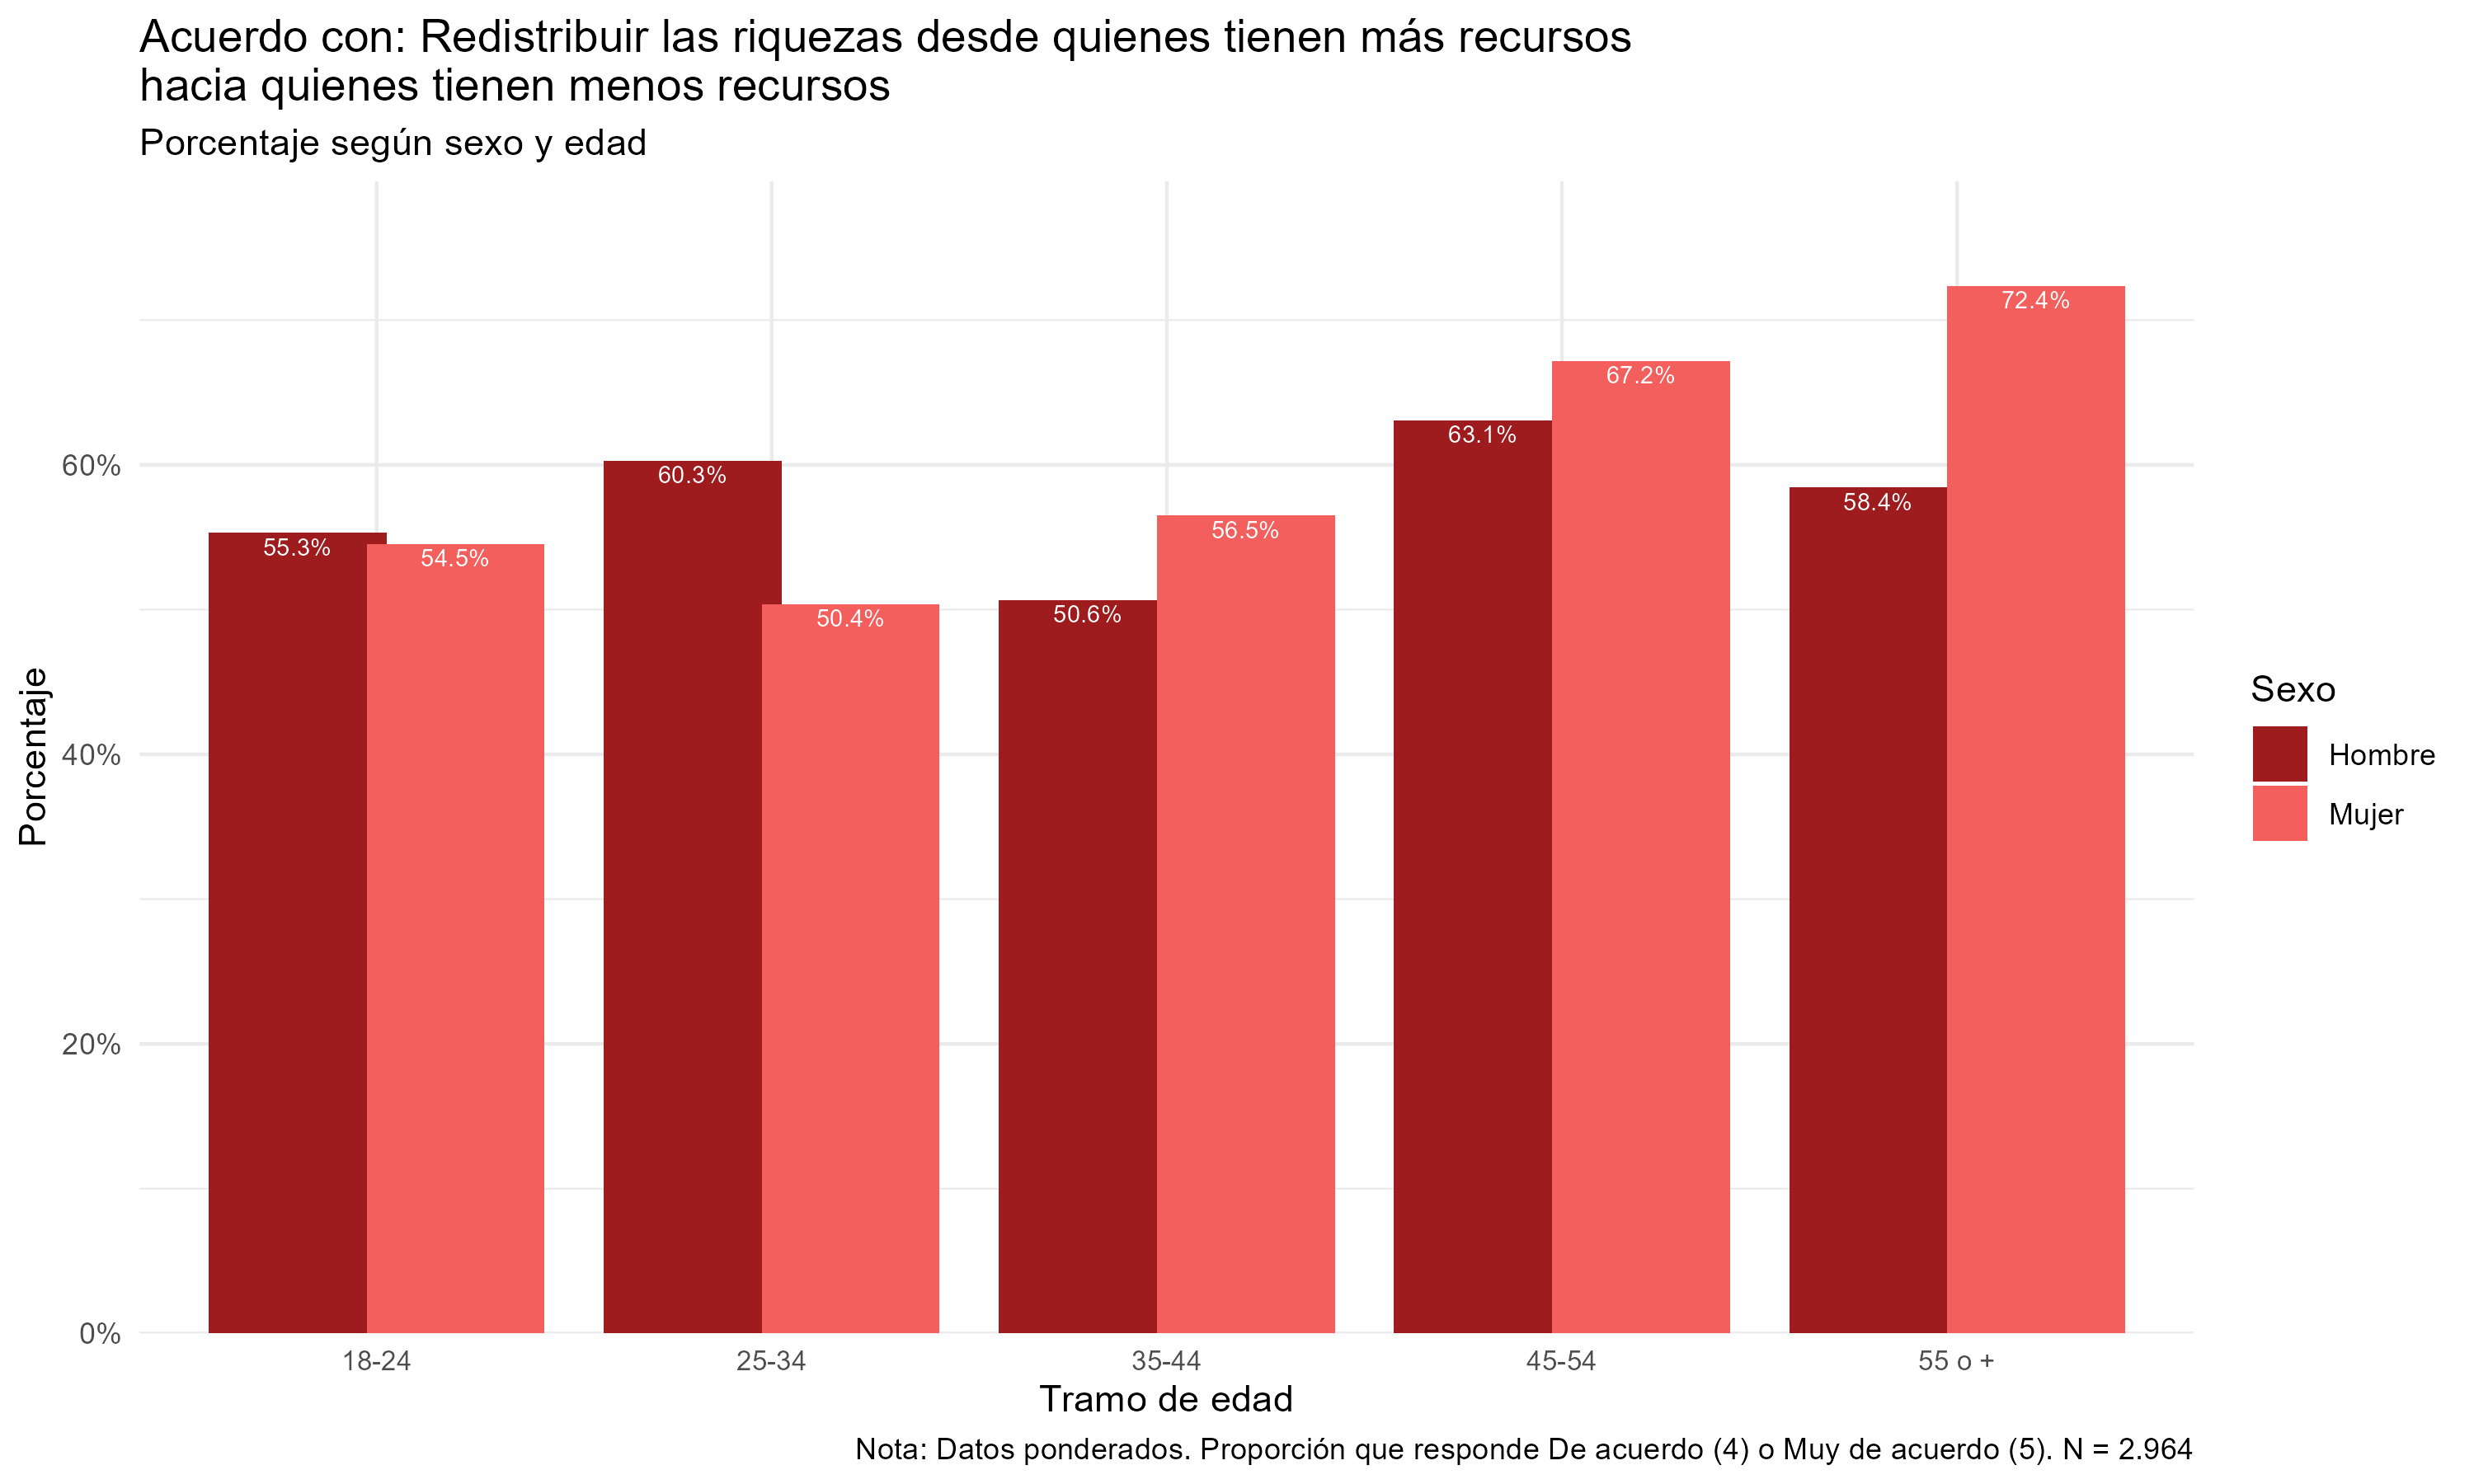 Acuerdo con: Redistribuir las riquezas desde quienes tienen más recursos
hacia quienes tienen menos recursos
Porcentaje según sexo y edad
72.4%
67.2%
63.1%
60.3%
58.4%
56.5%
55.3%
54.5%
50.6%
50.4%
60%
40%
20%
0%
Porcentaje
Sexo
Hombre
Mujer
18-24
25-34
35-44
45-54
55 o +
Tramo de edad
Nota: Datos ponderados. Proporción que responde De acuerdo (4) o Muy de acuerdo (5). N = 2.964